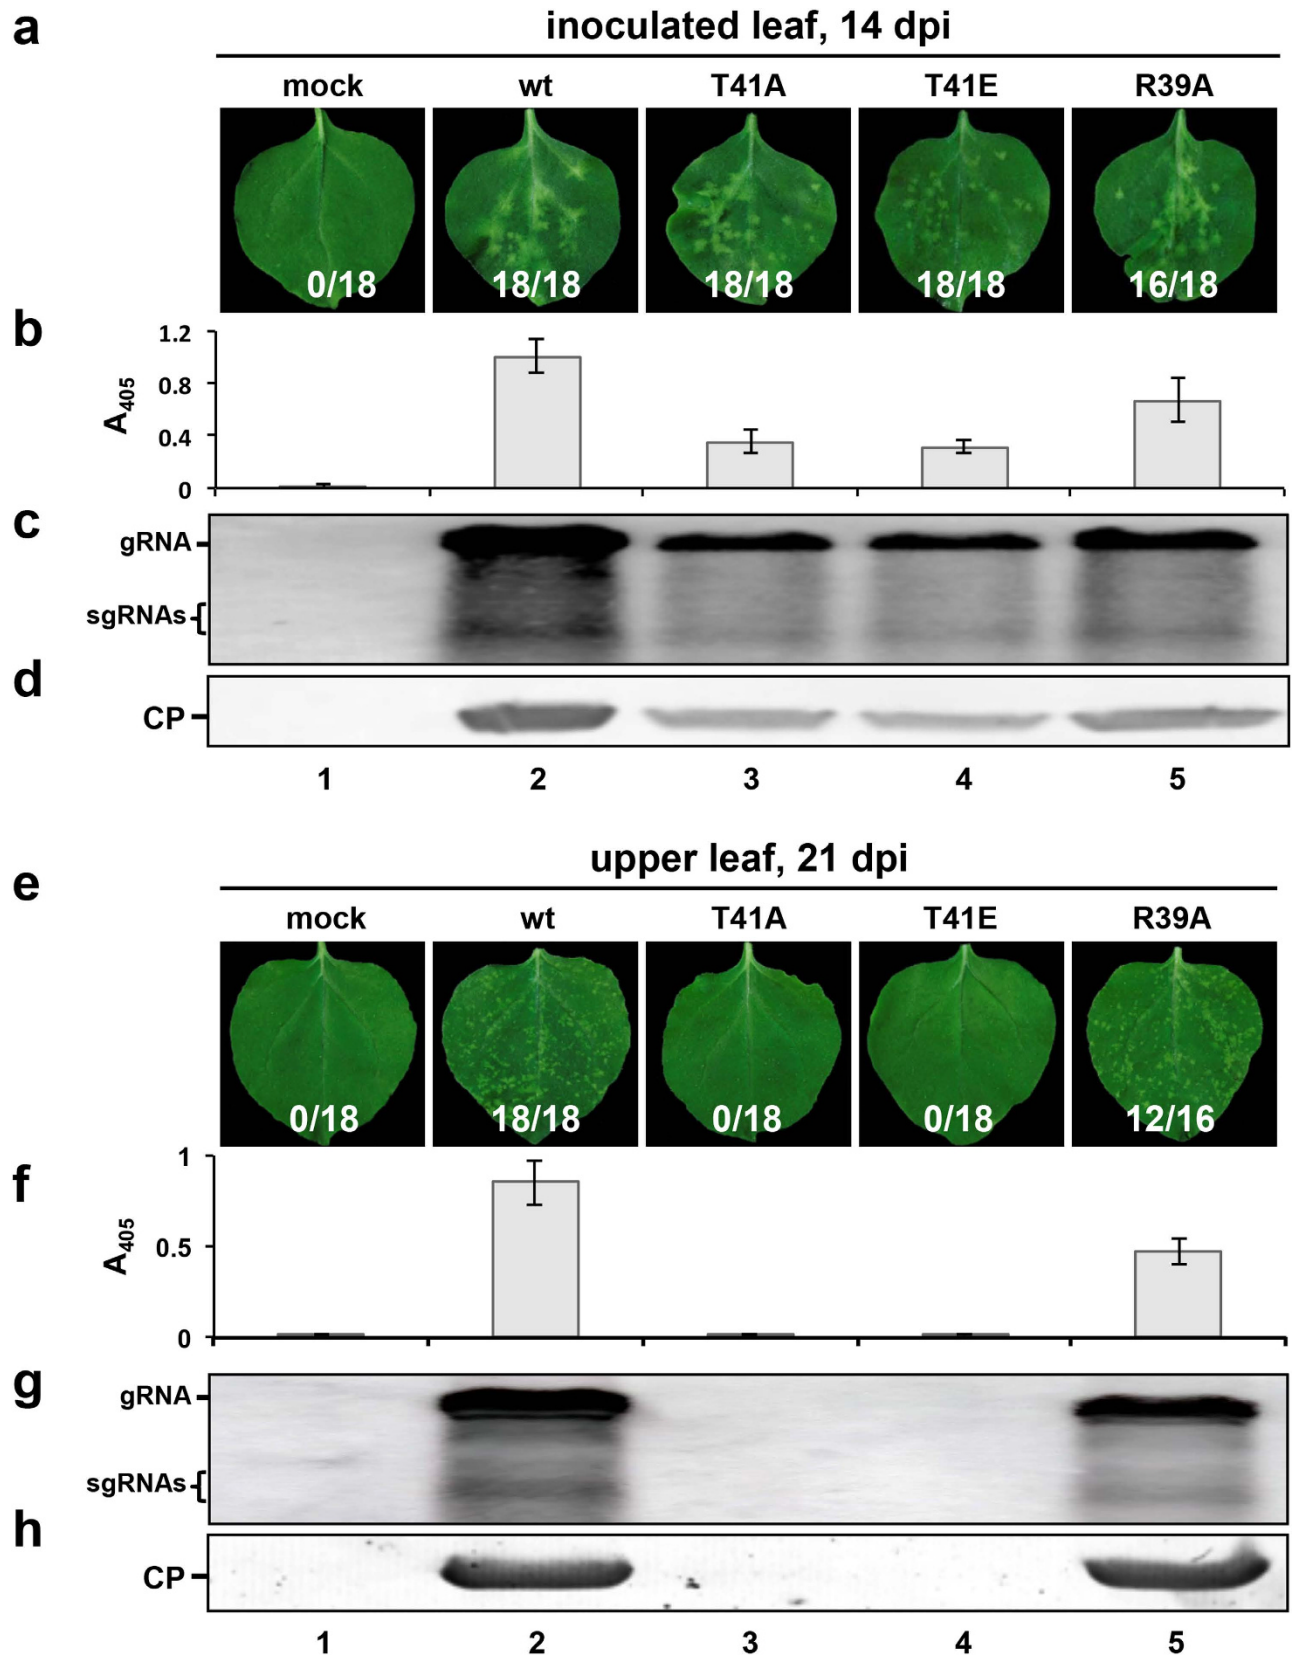 a
inoculated leaf, 14 dpi
mock wt T41A T41E R39A
0/18 18/18 18/18 18/18 16/18
b
1.2
0.8
0.4
0
A405
c
gRNA
sgRNAs
d
CP
1 2 3 4 5
upper leaf, 21 dpi
e
mock wt T41A T41E R39A
0/18 18/18 0/18 0/18 12/16
f
1
0.5
0
A405
g
gRNA
sgRNAs
h
CP
1 2 3 4 5